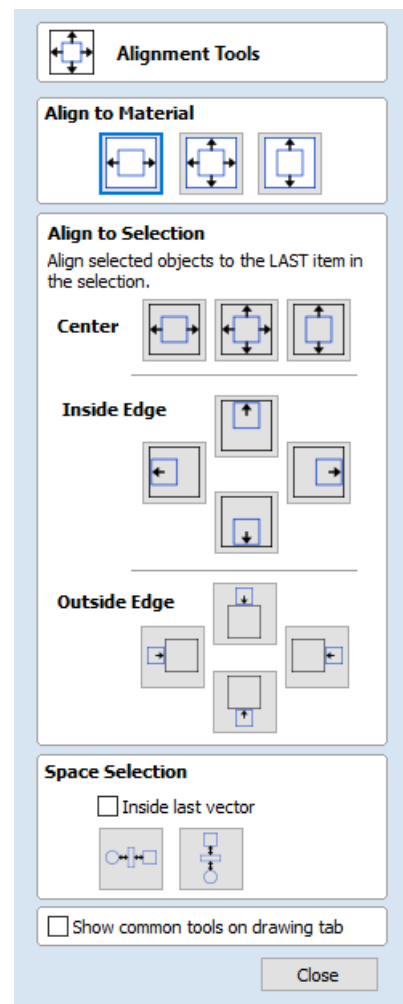 Alignment Tools
Align to Material
Align to Selection
Align selected objects to the LAST item in
the selection.
Center
Inside Edge
Outside Edge
Space Selection
Inside last vector
Show common tools on drawing tab
Close